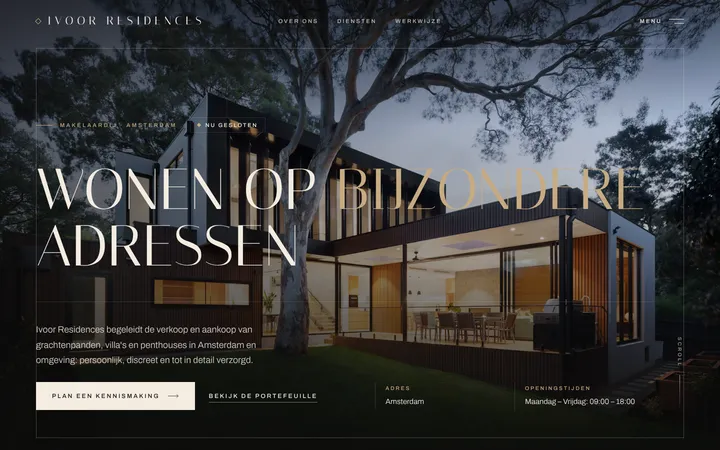 IVOOR RESIDENCES
OVER ONS DIENSTEN WERKWIJZE
MENU
MAKELAARDIJ · AMSTERDAM NU GESLOTEN
WONEN OP BIJZONDERE
ADRESSEN
Ivoor Residences begeleidt de verkoop en aankoop van
grachtenpanden, villa's en penthouses in Amsterdam en
omgeving: persoonlijk, discreet en tot in detail verzorgd.
PLAN EEN KENNISMAKING → BEKIJK DE PORTEFEUILLE
ADRES
Amsterdam
OPENINGSTIJDEN
Maandag – Vrijdag: 09:00 – 18:00
SCROLL